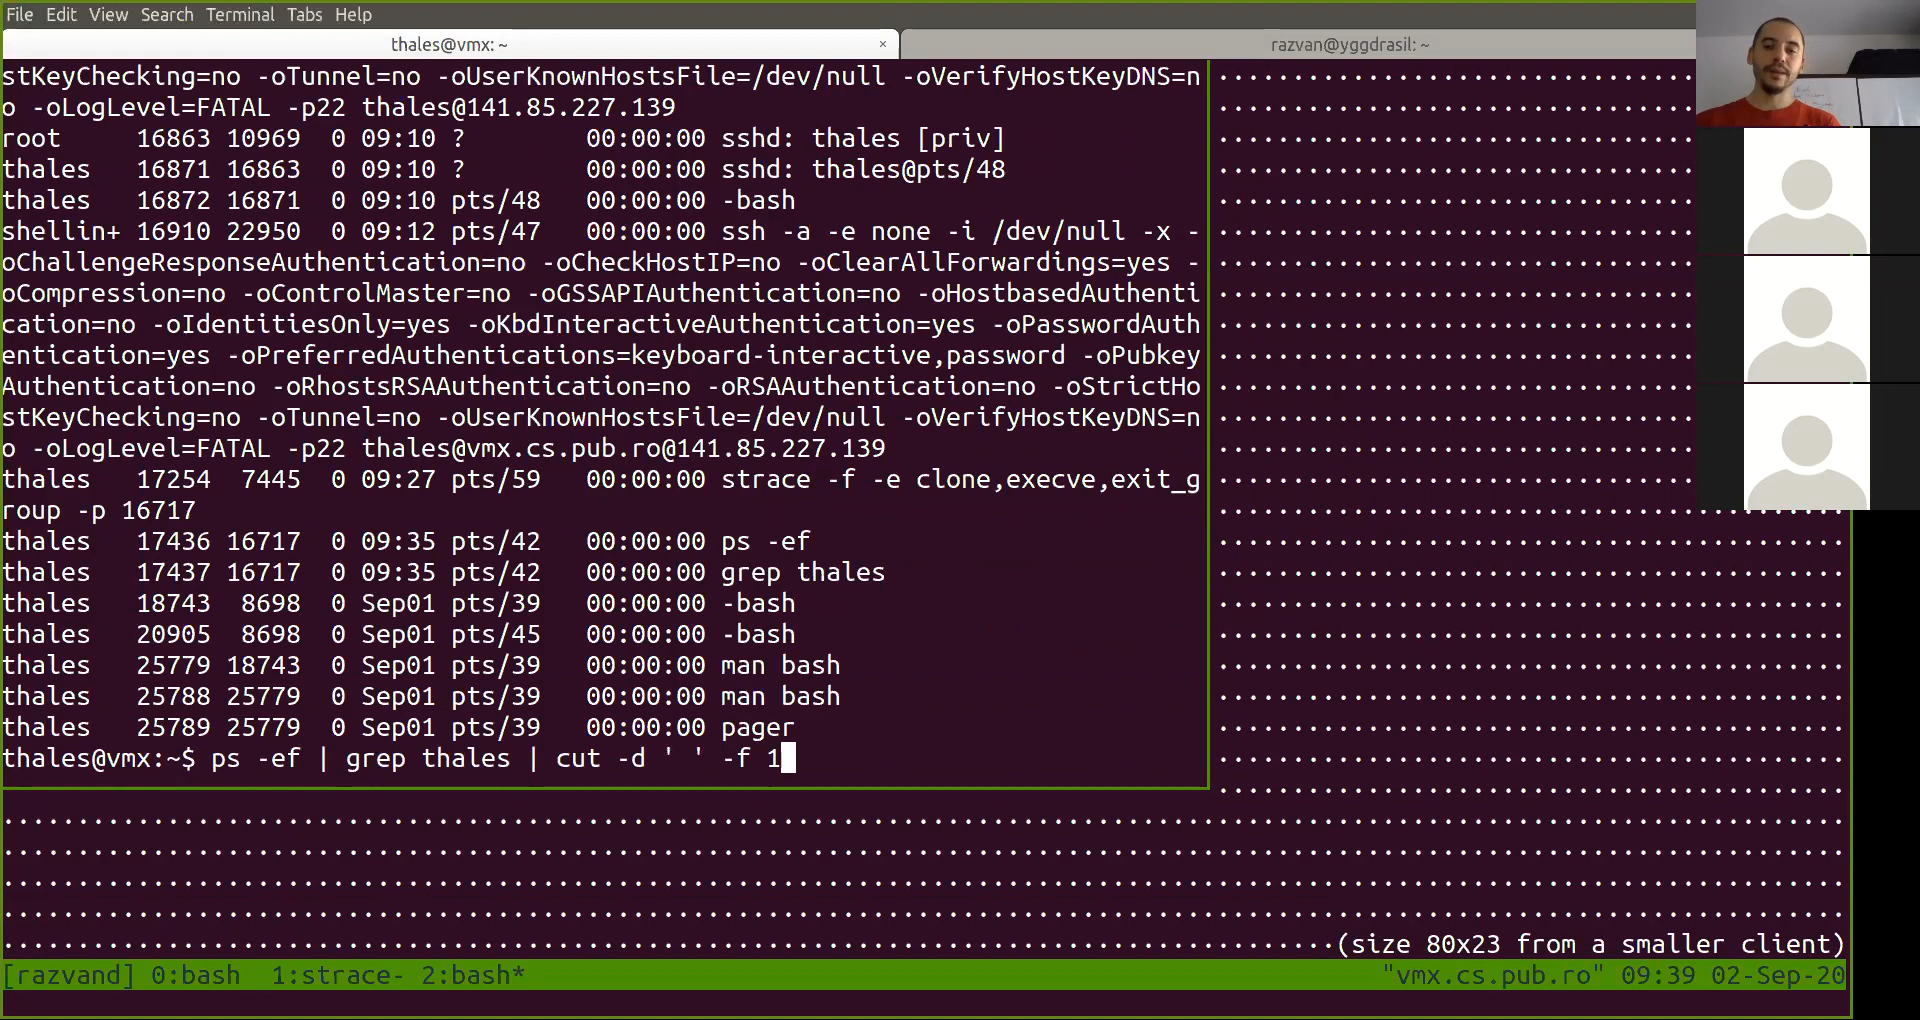 File Edit View Search Terminal Tabs Help
thales@vmx: ~ × razvan@yggdrasil: ~
stKeyChecking=no -oTunnel=no -oUserKnownHostsFile=/dev/null -oVerifyHostKeyDNS=n
o -oLogLevel=FATAL -p22 thales@141.85.227.139
root     16863 10969  0 09:10 ?        00:00:00 sshd: thales [priv]
thales   16871 16863  0 09:10 ?        00:00:00 sshd: thales@pts/48
thales   16872 16871  0 09:10 pts/48   00:00:00 -bash
shellin+ 16910 22950  0 09:12 pts/47   00:00:00 ssh -a -e none -i /dev/null -x -
oChallengeResponseAuthentication=no -oCheckHostIP=no -oClearAllForwardings=yes -
oCompression=no -oControlMaster=no -oGSSAPIAuthentication=no -oHostbasedAuthenti
cation=no -oIdentitiesOnly=yes -oKbdInteractiveAuthentication=yes -oPasswordAuth
entication=yes -oPreferredAuthentications=keyboard-interactive,password -oPubkey
Authentication=no -oRhostsRSAAuthentication=no -oRSAAuthentication=no -oStrictHo
stKeyChecking=no -oTunnel=no -oUserKnownHostsFile=/dev/null -oVerifyHostKeyDNS=n
o -oLogLevel=FATAL -p22 thales@vmx.cs.pub.ro@141.85.227.139
thales   17254  7445  0 09:27 pts/59   00:00:00 strace -f -e clone,execve,exit_g
roup -p 16717
thales   17436 16717  0 09:35 pts/42   00:00:00 ps -ef
thales   17437 16717  0 09:35 pts/42   00:00:00 grep thales
thales   18743  8698  0 Sep01 pts/39   00:00:00 -bash
thales   20905  8698  0 Sep01 pts/45   00:00:00 -bash
thales   25779 18743  0 Sep01 pts/39   00:00:00 man bash
thales   25788 25779  0 Sep01 pts/39   00:00:00 man bash
thales   25789 25779  0 Sep01 pts/39   00:00:00 pager
thales@vmx:~$ ps -ef | grep thales | cut -d ' ' -f 1
(size 80x23 from a smaller client)
[razvand] 0:bash  1:strace- 2:bash* "vmx.cs.pub.ro" 09:39 02-Sep-20